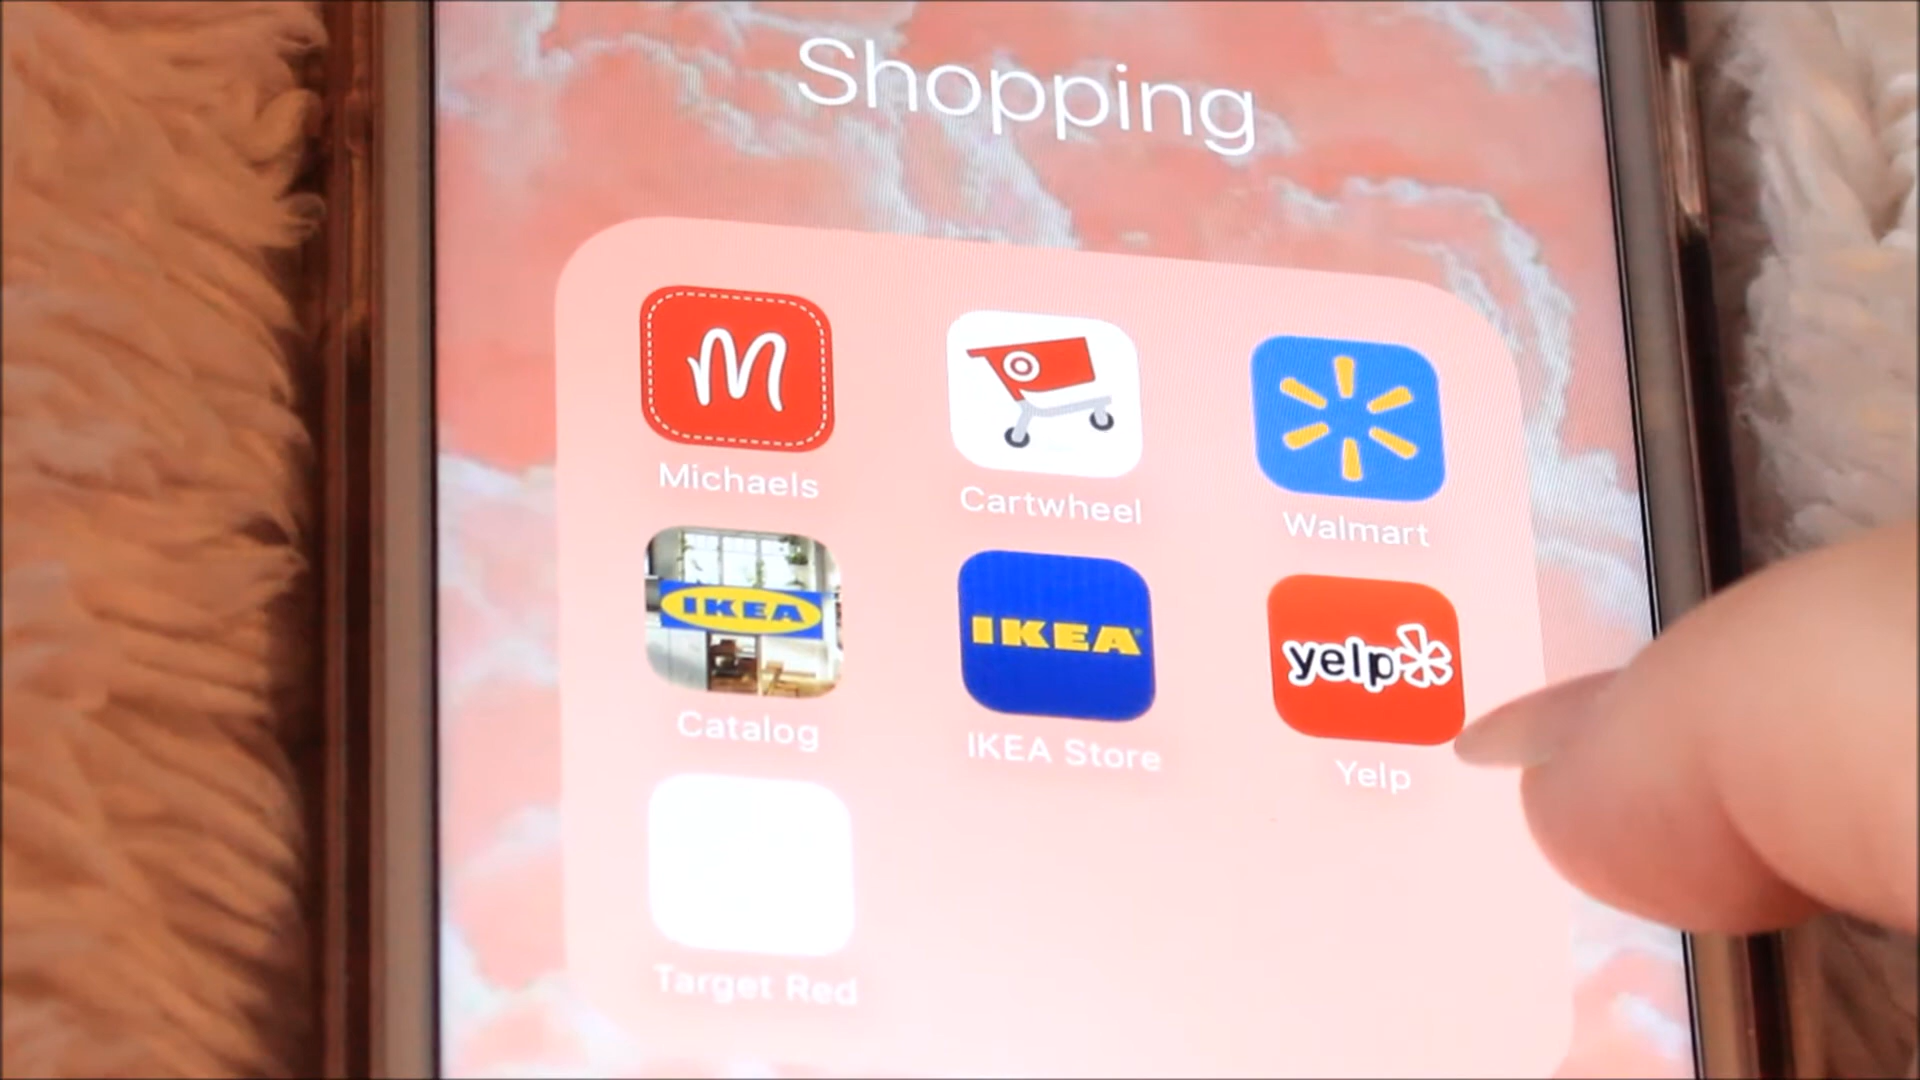 Shopping
Michaels
Cartwheel
Walmart
IKEA
IKEA
yelp
Catalog
IKEA Store
Yelp
Target Red